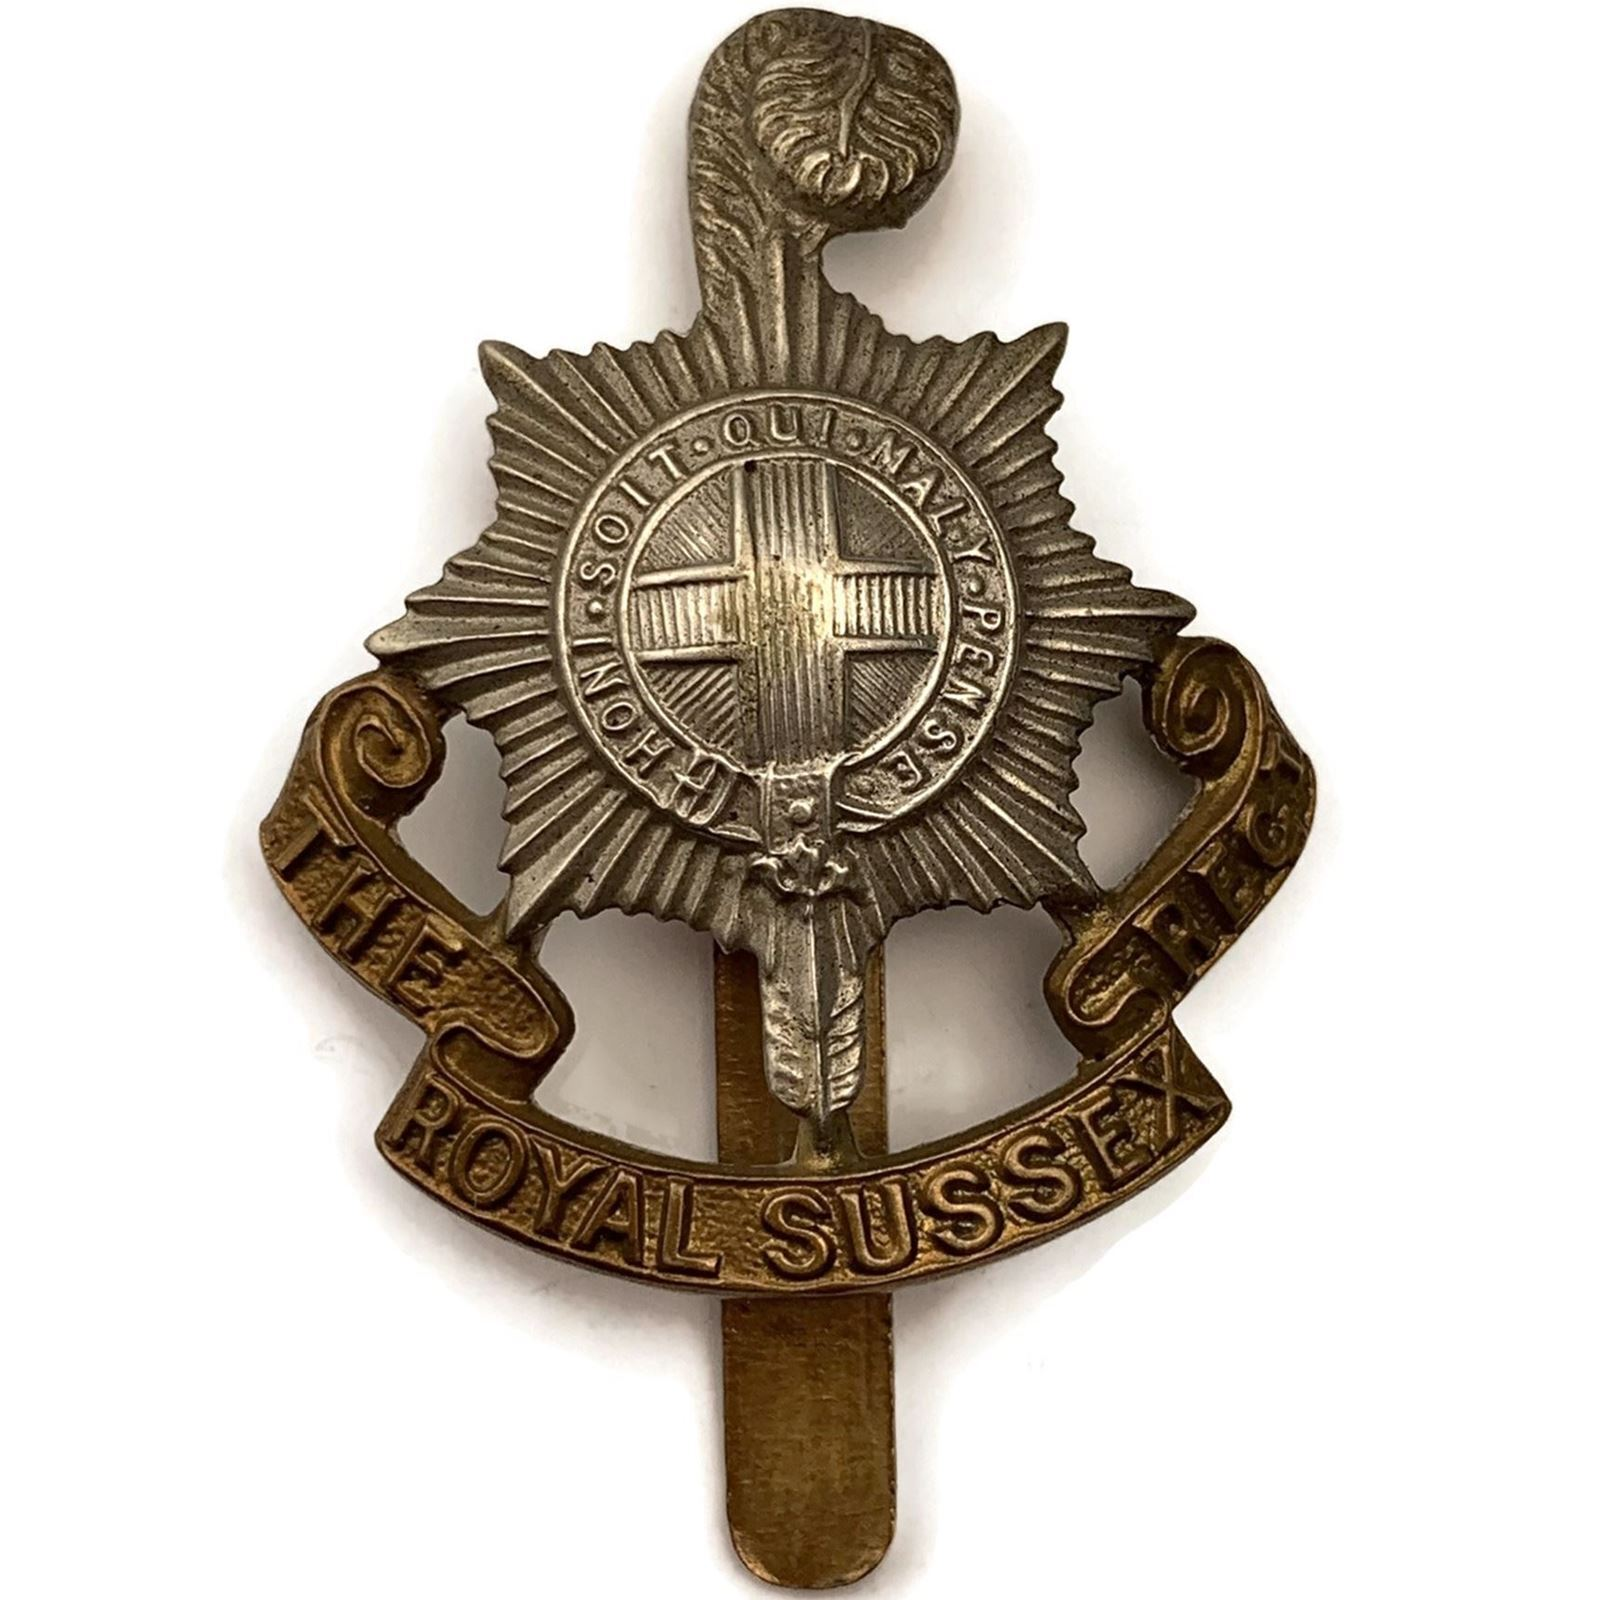 HONI · SOIT · QUI · MAL · Y · PENSE ·
THE
ROYAL SUSSEX
REGT